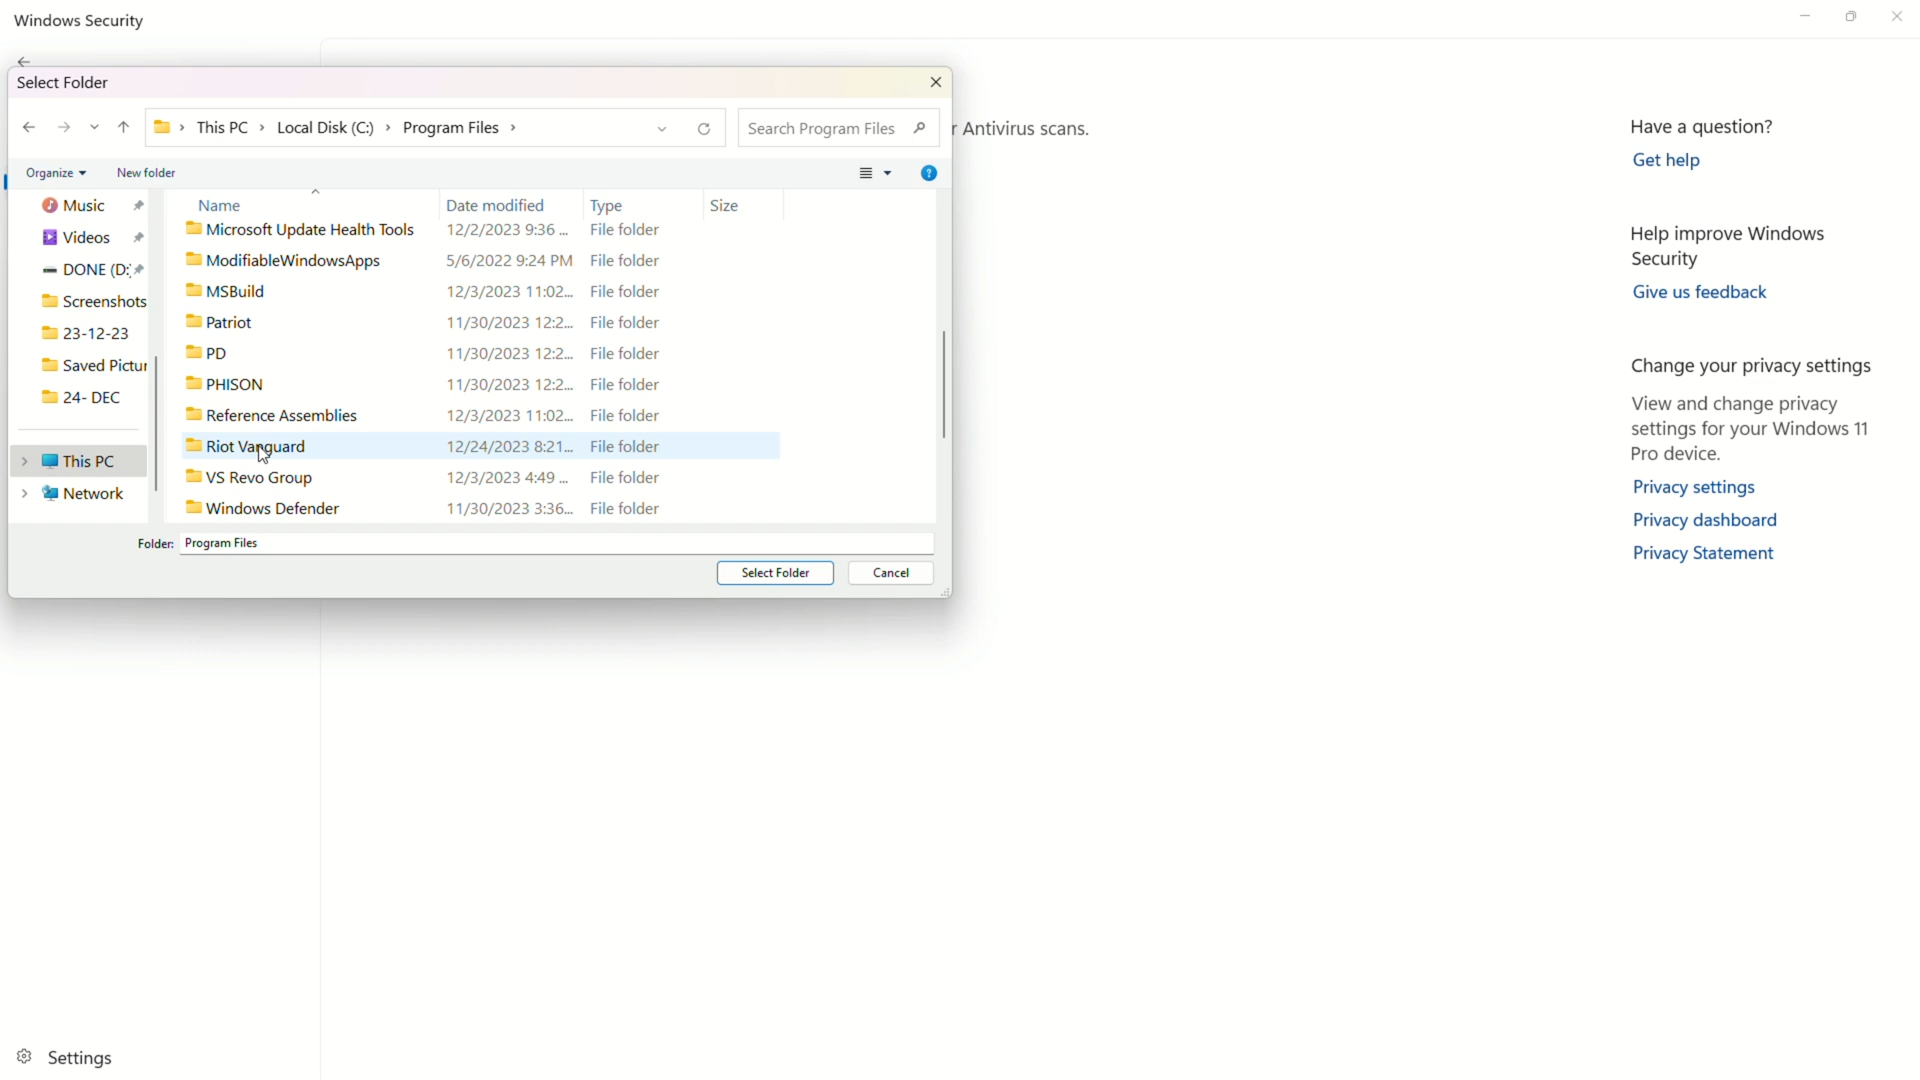 Windows Security
Select Folder
This PC > Local Disk (C:) > Program Files >
Search Program Files
r Antivirus scans.
Organize
New folder
Name Date modified Type Size
Music
Videos
DONE (D:)
Screenshots
23-12-23
Saved Pictur
24- DEC
This PC
Network
Microsoft Update Health Tools 12/2/2023 9:36 ... File folder
ModifiableWindowsApps 5/6/2022 9:24 PM File folder
MSBuild 12/3/2023 11:02... File folder
Patriot 11/30/2023 12:2... File folder
PD 11/30/2023 12:2... File folder
PHISON 11/30/2023 12:2... File folder
Reference Assemblies 12/3/2023 11:02... File folder
Riot Vanguard 12/24/2023 8:21... File folder
VS Revo Group 12/3/2023 4:49 ... File folder
Windows Defender 11/30/2023 3:36... File folder
Folder: Program Files
Select Folder Cancel
Have a question?
Get help
Help improve Windows
Security
Give us feedback
Change your privacy settings
View and change privacy
settings for your Windows 11
Pro device.
Privacy settings
Privacy dashboard
Privacy Statement
Settings